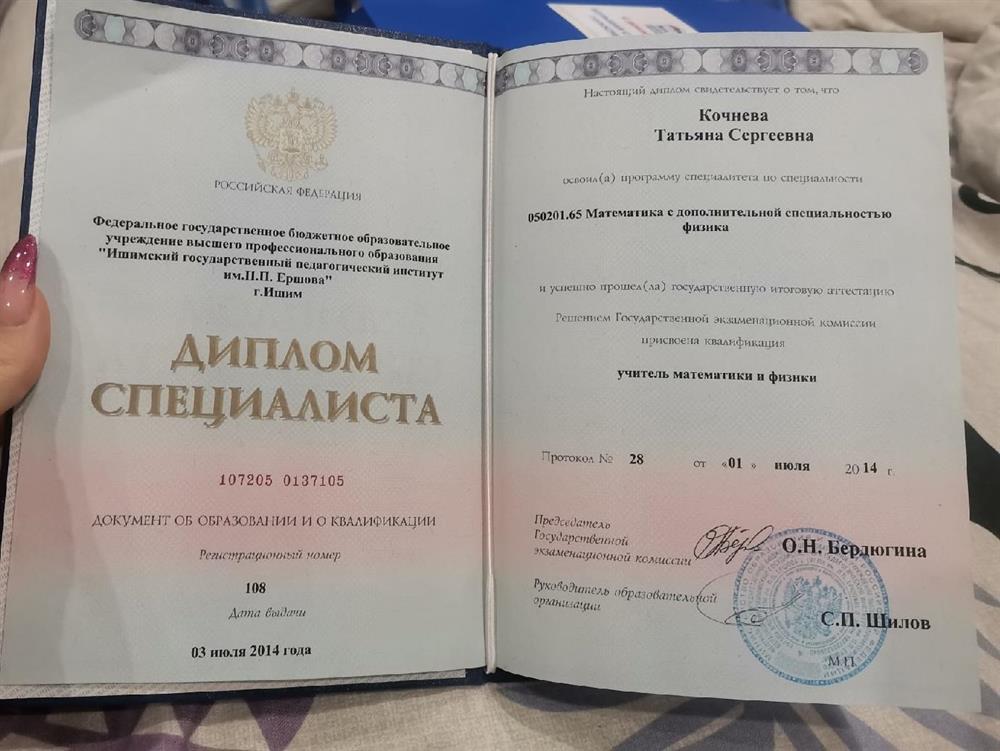 РОССИЙСКАЯ ФЕДЕРАЦИЯ
Федеральное государственное бюджетное образовательное
учреждение высшего профессионального образования
"Ишимский государственный педагогический институт
им.П.П. Ершова"
г.Ишим
ДИПЛОМ
СПЕЦИАЛИСТА
107205 0137105
ДОКУМЕНТ ОБ ОБРАЗОВАНИИ И О КВАЛИФИКАЦИИ
Регистрационный номер
108
Дата выдачи
03 июля 2014 года
Настоящий диплом свидетельствует о том, что
Кочнева
Татьяна Сергеевна
освоил(а) программу специалитета по специальности
050201.65 Математика с дополнительной специальностью
физика
и успешно прошел(ла) государственную итоговую аттестацию
Решением Государственной экзаменационной комиссии
присвоена квалификация
учитель математики и физики
Протокол № 28 от «01» июля 2014 г.
Председатель
Государственной
экзаменационной комиссии О.Н. Бердюгина
Руководитель образовательной
организации С.П. Шилов
М.П.